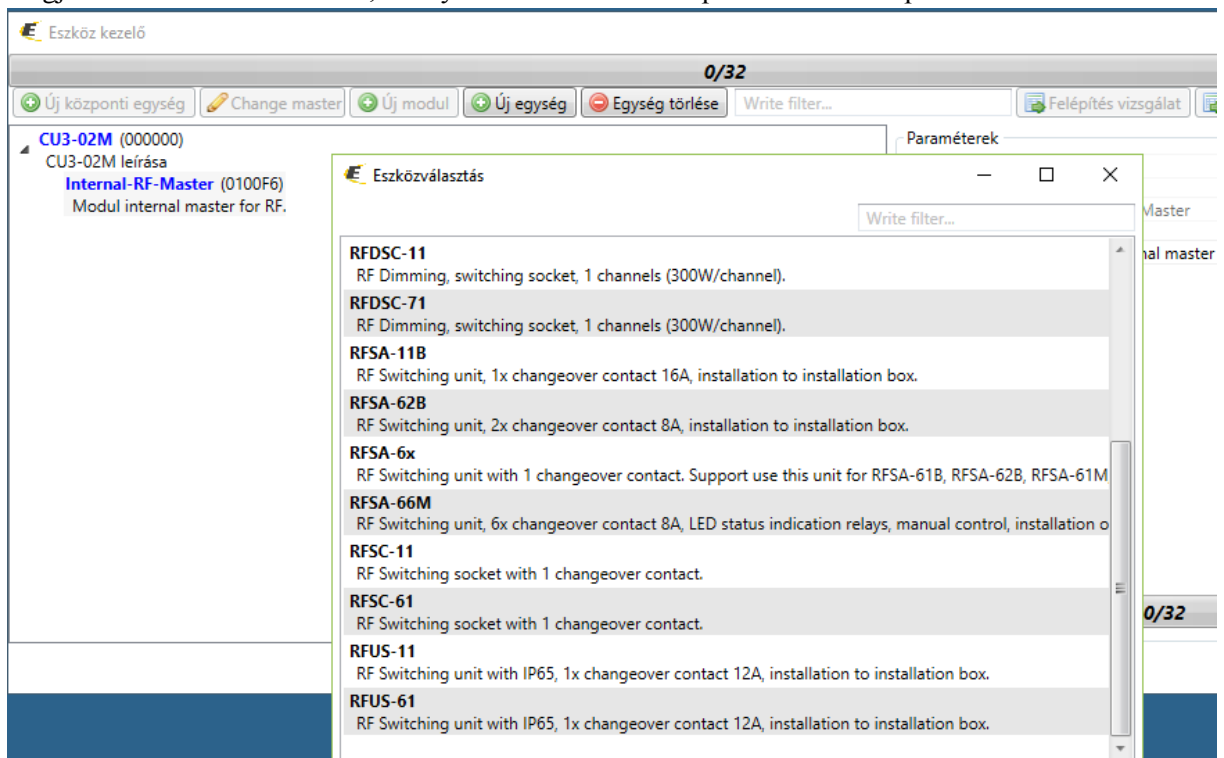 Eszköz kezelő
0/32
Új központi egység Change master Új modul Új egység Egység törlése Write filter... Felépítés vizsgálat
CU3-02M (000000)
CU3-02M leírása
Internal-RF-Master (0100F6)
Modul internal master for RF.
Paraméterek
Master
nal master
0/32
Eszközválasztás
Write filter...
RFDSC-11
RF Dimming, switching socket, 1 channels (300W/channel).
RFDSC-71
RF Dimming, switching socket, 1 channels (300W/channel).
RFSA-11B
RF Switching unit, 1x changeover contact 16A, installation to installation box.
RFSA-62B
RF Switching unit, 2x changeover contact 8A, installation to installation box.
RFSA-6x
RF Switching unit with 1 changeover contact. Support use this unit for RFSA-61B, RFSA-62B, RFSA-61M
RFSA-66M
RF Switching unit, 6x changeover contact 8A, LED status indication relays, manual control, installation o
RFSC-11
RF Switching socket with 1 changeover contact.
RFSC-61
RF Switching socket with 1 changeover contact.
RFUS-11
RF Switching unit with IP65, 1x changeover contact 12A, installation to installation box.
RFUS-61
RF Switching unit with IP65, 1x changeover contact 12A, installation to installation box.